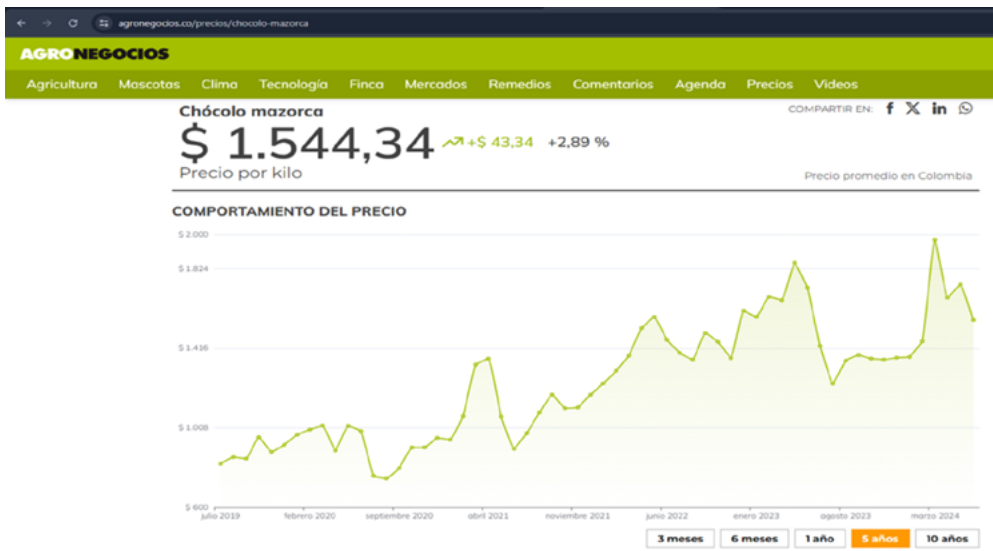 agronegocios.co/precios/chocolo-mazorca
AGRONEGOCIOS
Agricultura Mascotas Clima Tecnología Finca Mercados Remedios Comentarios Agenda Precios Videos
Chócolo mazorca
COMPARTIR EN:
$ 1.544,34 +$ 43,34 +2,89 %
Precio por kilo
Precio promedio en Colombia
COMPORTAMIENTO DEL PRECIO
$ 2.000
$ 1.824
$ 1.416
$ 1.008
$ 600
julio 2019 febrero 2020 septiembre 2020 abril 2021 noviembre 2021 junio 2022 enero 2023 agosto 2023 marzo 2024
3 meses 6 meses 1 año 5 años 10 años